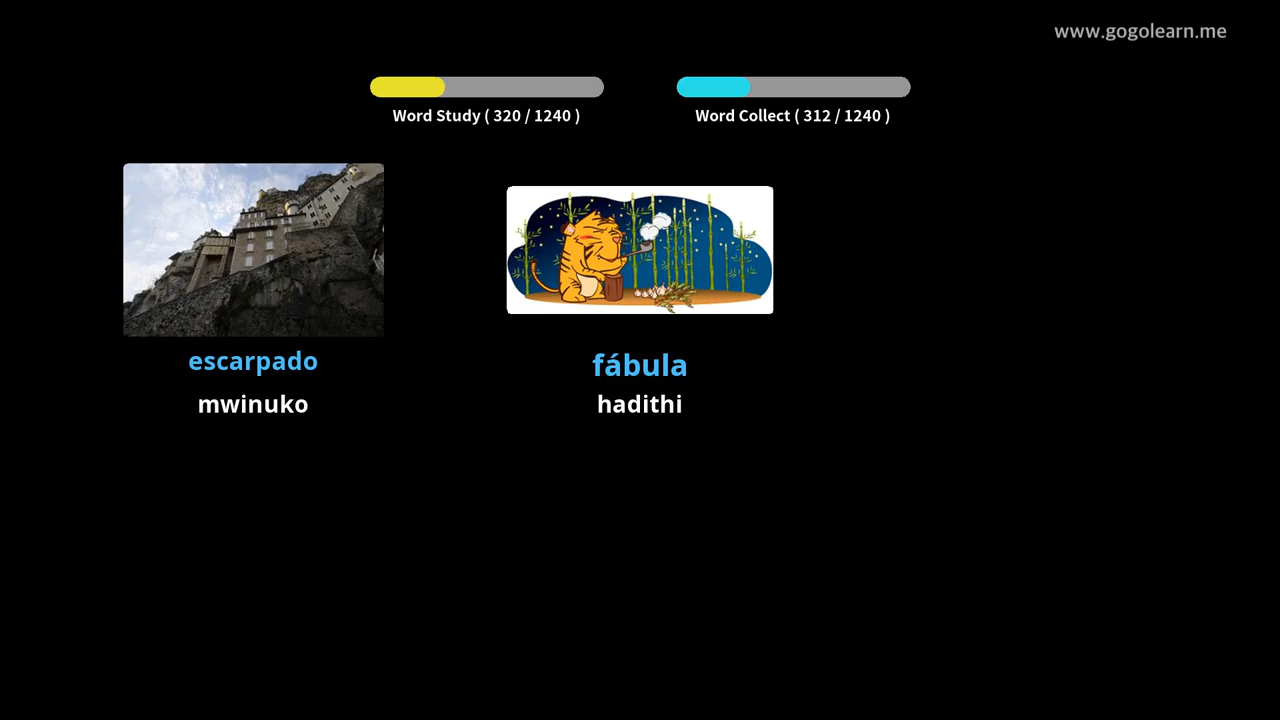 www.gogolearn.me
Word Study ( 320 / 1240 )
Word Collect ( 312 / 1240 )
escarpado
mwinuko
fábula
hadithi